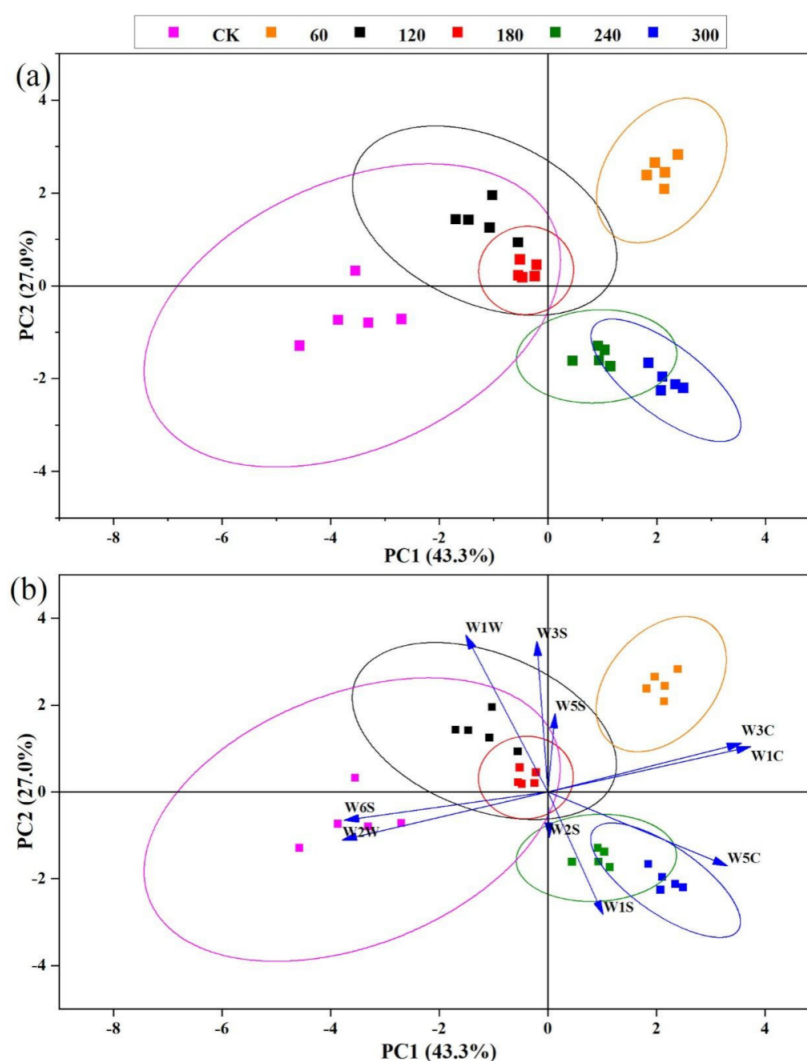 CK 60 120 180 240 300
(a)
4
2
0
-2
-4
PC2 (27.0%)
-8 -6 -4 -2 0 2 4
PC1 (43.3%)
(b)
4
2
0
-2
-4
PC2 (27.0%)
W1W W3S
W5S
W3C
W1C
W6S
W2W
W2S
W5C
W1S
-8 -6 -4 -2 0 2 4
PC1 (43.3%)